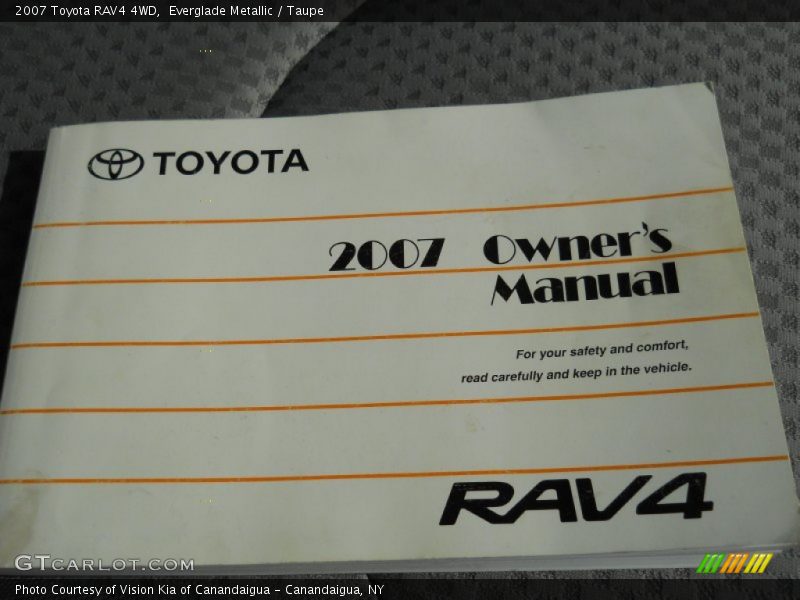 2007 Toyota RAV4 4WD,  Everglade Metallic / Taupe
TOYOTA
2007 Owner's
Manual
For your safety and comfort,
read carefully and keep in the vehicle.
RAV4
GTCARLOT.COM
Photo Courtesy of Vision Kia of Canandaigua – Canandaigua, NY